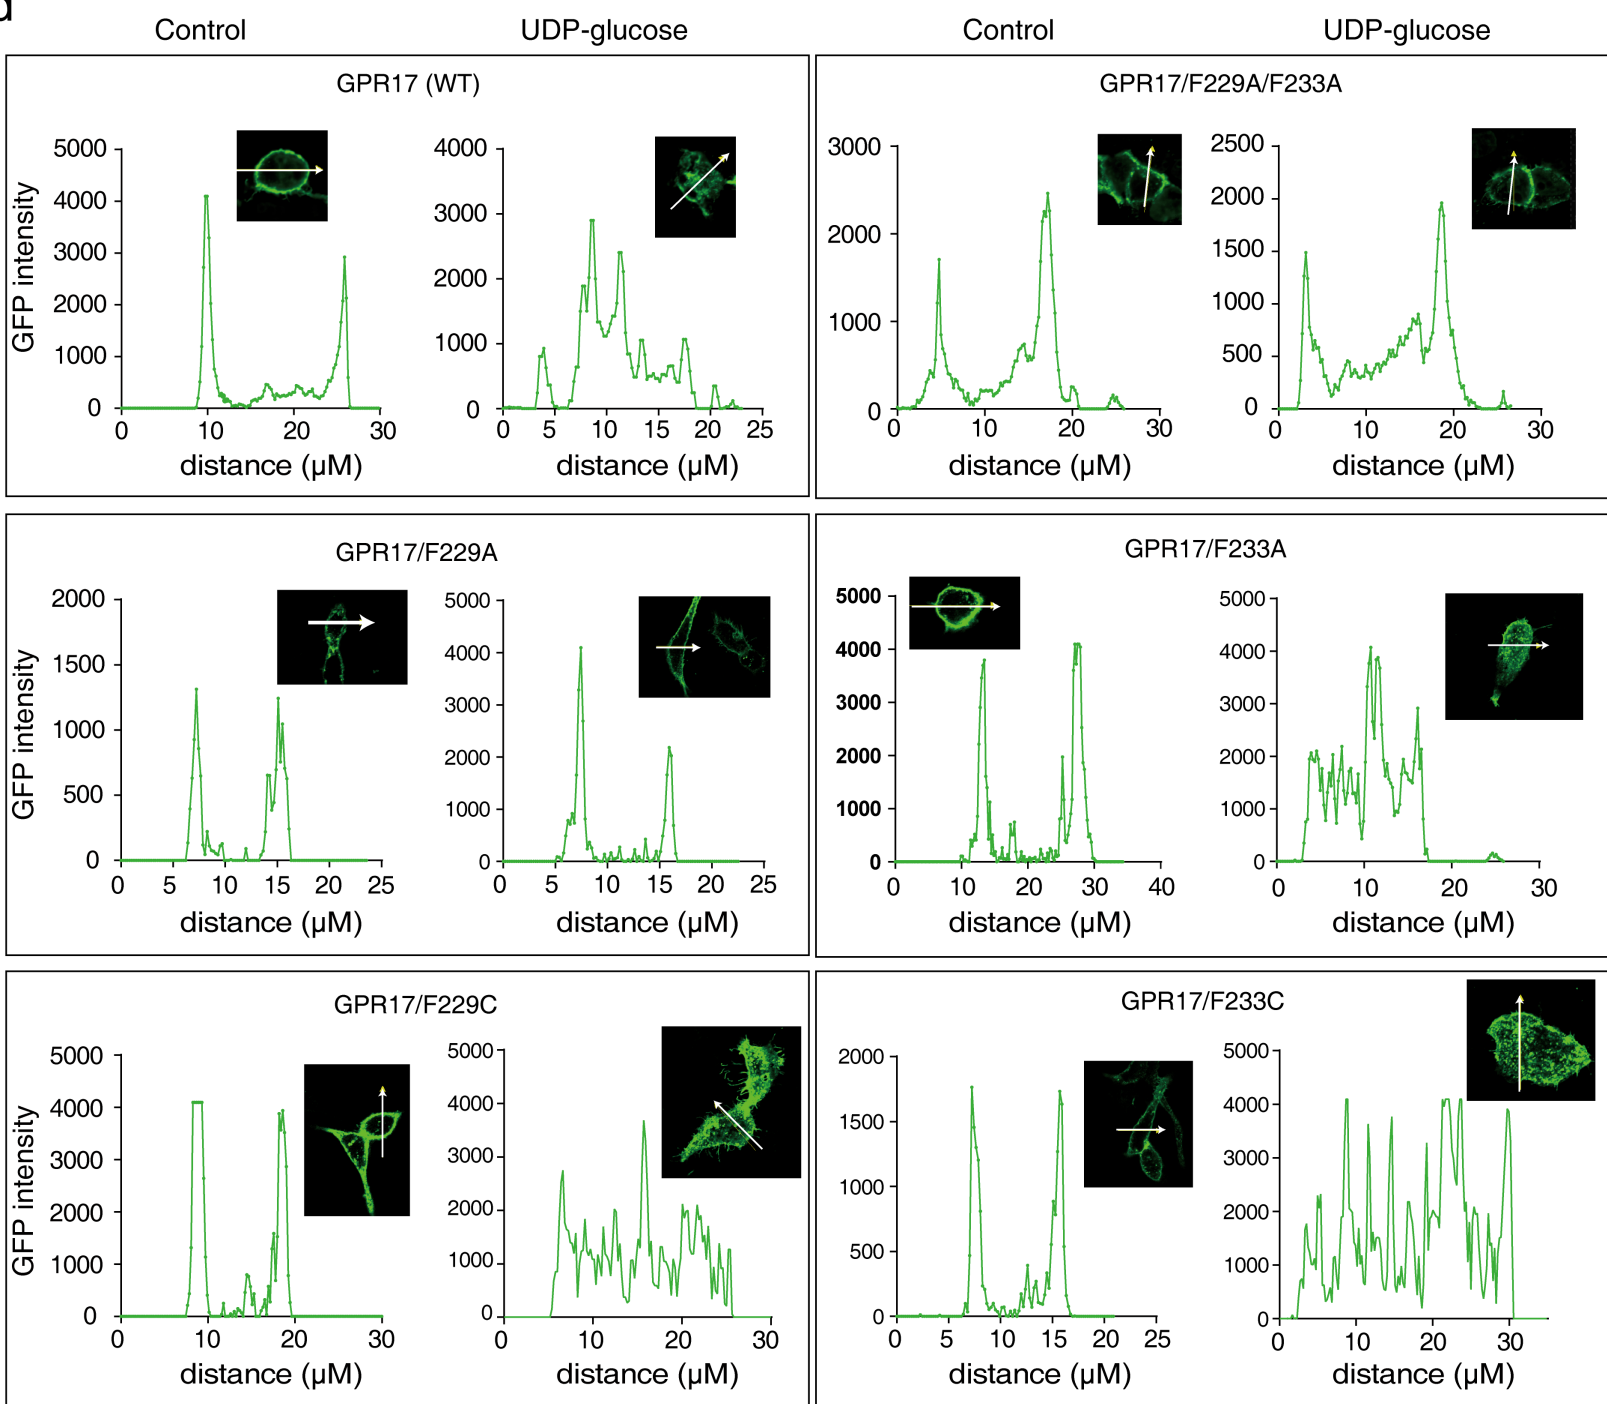 d
Control UDP-glucose Control UDP-glucose
GPR17 (WT)
GFP intensity
5000
4000
3000
2000
1000
0
0 10 20 30
distance (µM)
4000
3000
2000
1000
0
0 5 10 15 20 25
distance (µM)
GPR17/F229A/F233A
3000
2000
1000
0
0 10 20 30
distance (µM)
2500
2000
1500
1000
500
0
0 10 20 30
distance (µM)
GPR17/F229A
GFP intensity
2000
1500
1000
500
0
0 5 10 15 20 25
distance (µM)
5000
4000
3000
2000
1000
0
0 5 10 15 20 25
distance (µM)
GPR17/F233A
5000
4000
3000
2000
1000
0
0 10 20 30 40
distance (µM)
5000
4000
3000
2000
1000
0
0 10 20 30
distance (µM)
GPR17/F229C
GFP intensity
5000
4000
3000
2000
1000
0
0 10 20 30
distance (µM)
5000
4000
3000
2000
1000
0
0 10 20 30
distance (µM)
GPR17/F233C
2000
1500
1000
500
0
0 5 10 15 20 25
distance (µM)
5000
4000
3000
2000
1000
0
0 10 20 30
distance (µM)